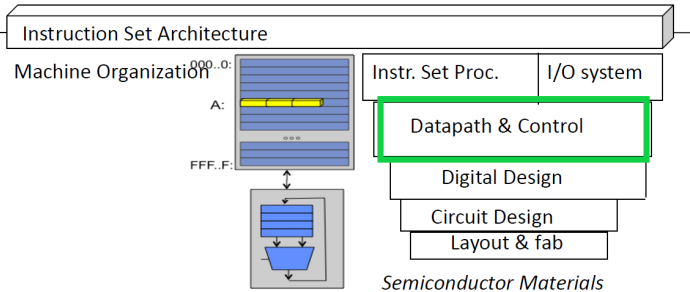 Instruction Set Architecture
Machine Organization
000..0:
A:
ooo
FFF..F:
Instr. Set Proc.
I/O system
Datapath & Control
Digital Design
Circuit Design
Layout & fab
Semiconductor Materials